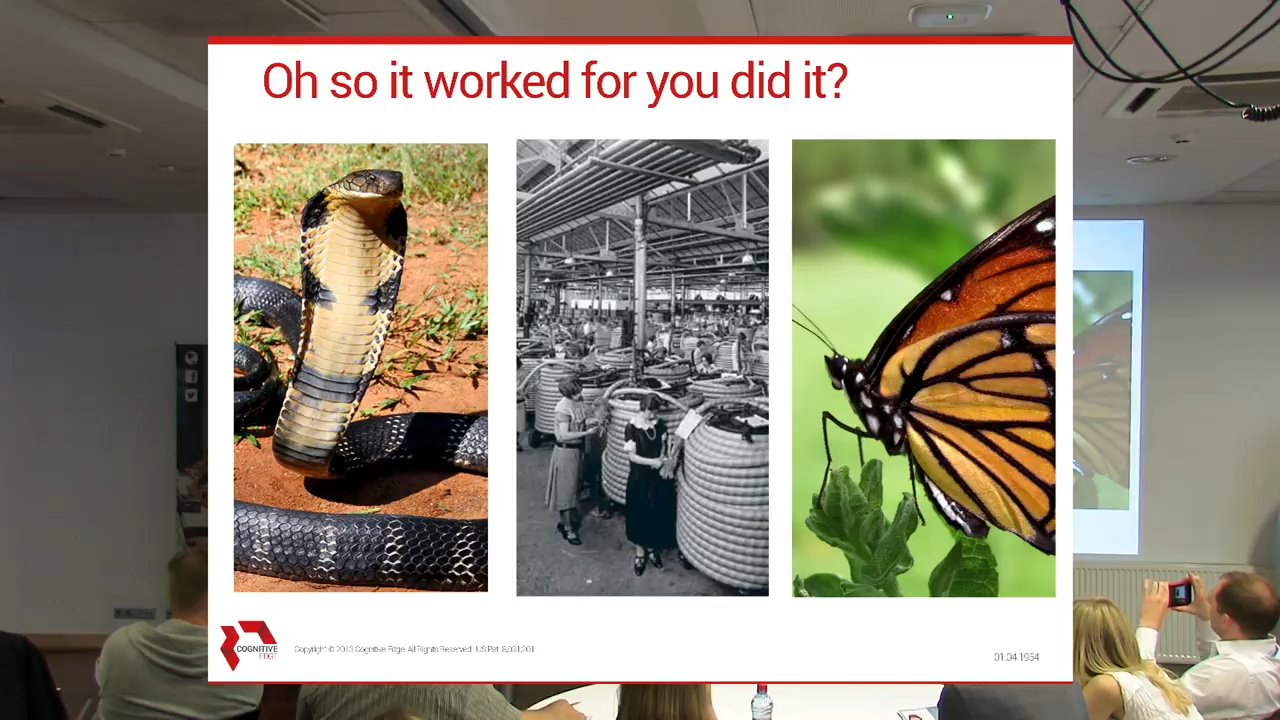 Oh so it worked for you did it?
COGNITIVE
EDGE
Copyright © 2013 Cognitive Edge. All Rights Reserved. US Pat. 8,031,201
01.04.1954